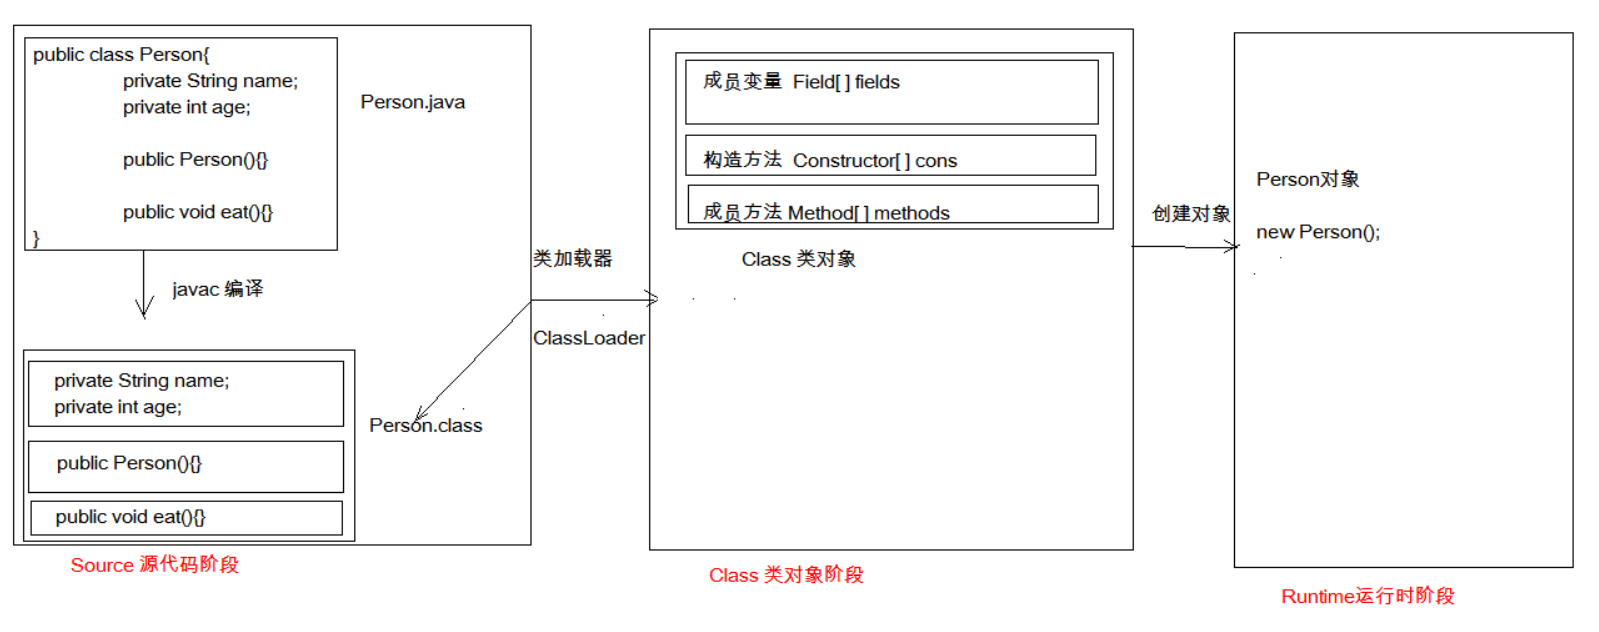 public class Person{
private String name;
private int age;
public Person(){}
public void eat(){}
}
Person.java
javac 编译
private String name;
private int age;
public Person(){}
public void eat(){}
Person.class
Source 源代码阶段
类加载器
ClassLoader
成员变量 Field[ ] fields
构造方法 Constructor[ ] cons
成员方法 Method[ ] methods
Class 类对象
Class 类对象阶段
创建对象
Person对象
new Person();
Runtime运行时阶段